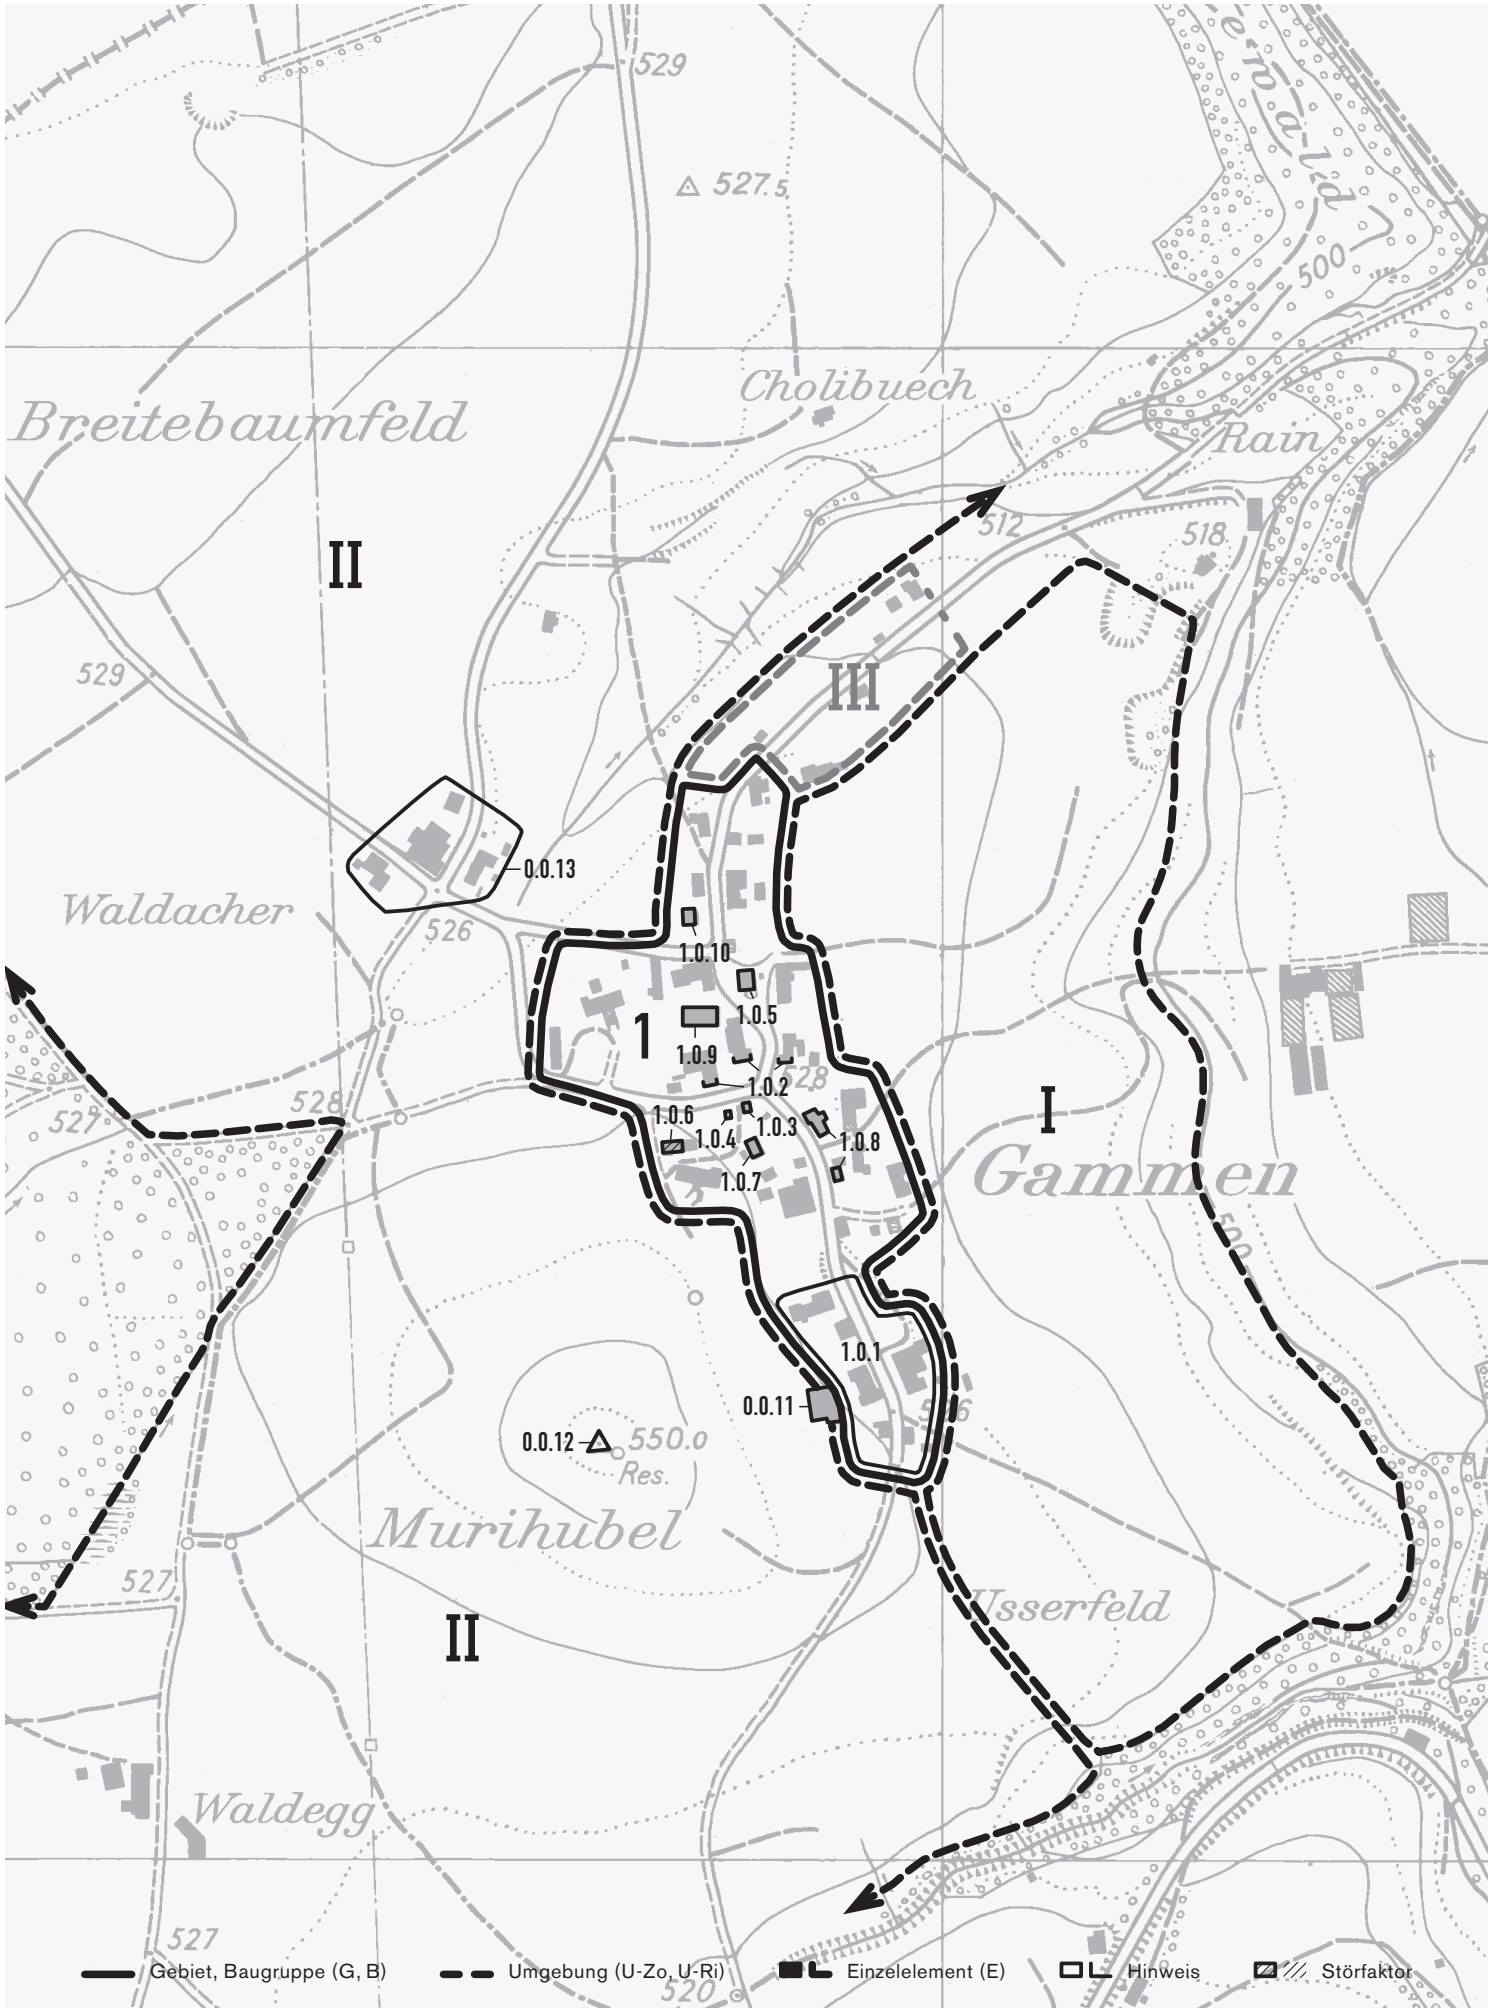 529
527.5
500
Cholibuech
Breitebaumfeld
Rain
512
518
II
529
III
0.0.13
Waldacher
526
1.0.10
1.0.5
1
1.0.9
528
1.0.2
528
527
1.0.6
1.0.4
1.0.3
1.0.8
I
1.0.7
Gammen
500
1.0.1
0.0.11
0.0.12
550.0
Res.
Murihubel
527
Usserfeld
II
Waldegg
527
Gebiet, Baugruppe (G, B)
Umgebung (U-Zo, U-Ri)
Einzelelement (E)
Hinweis
Störfaktor
520